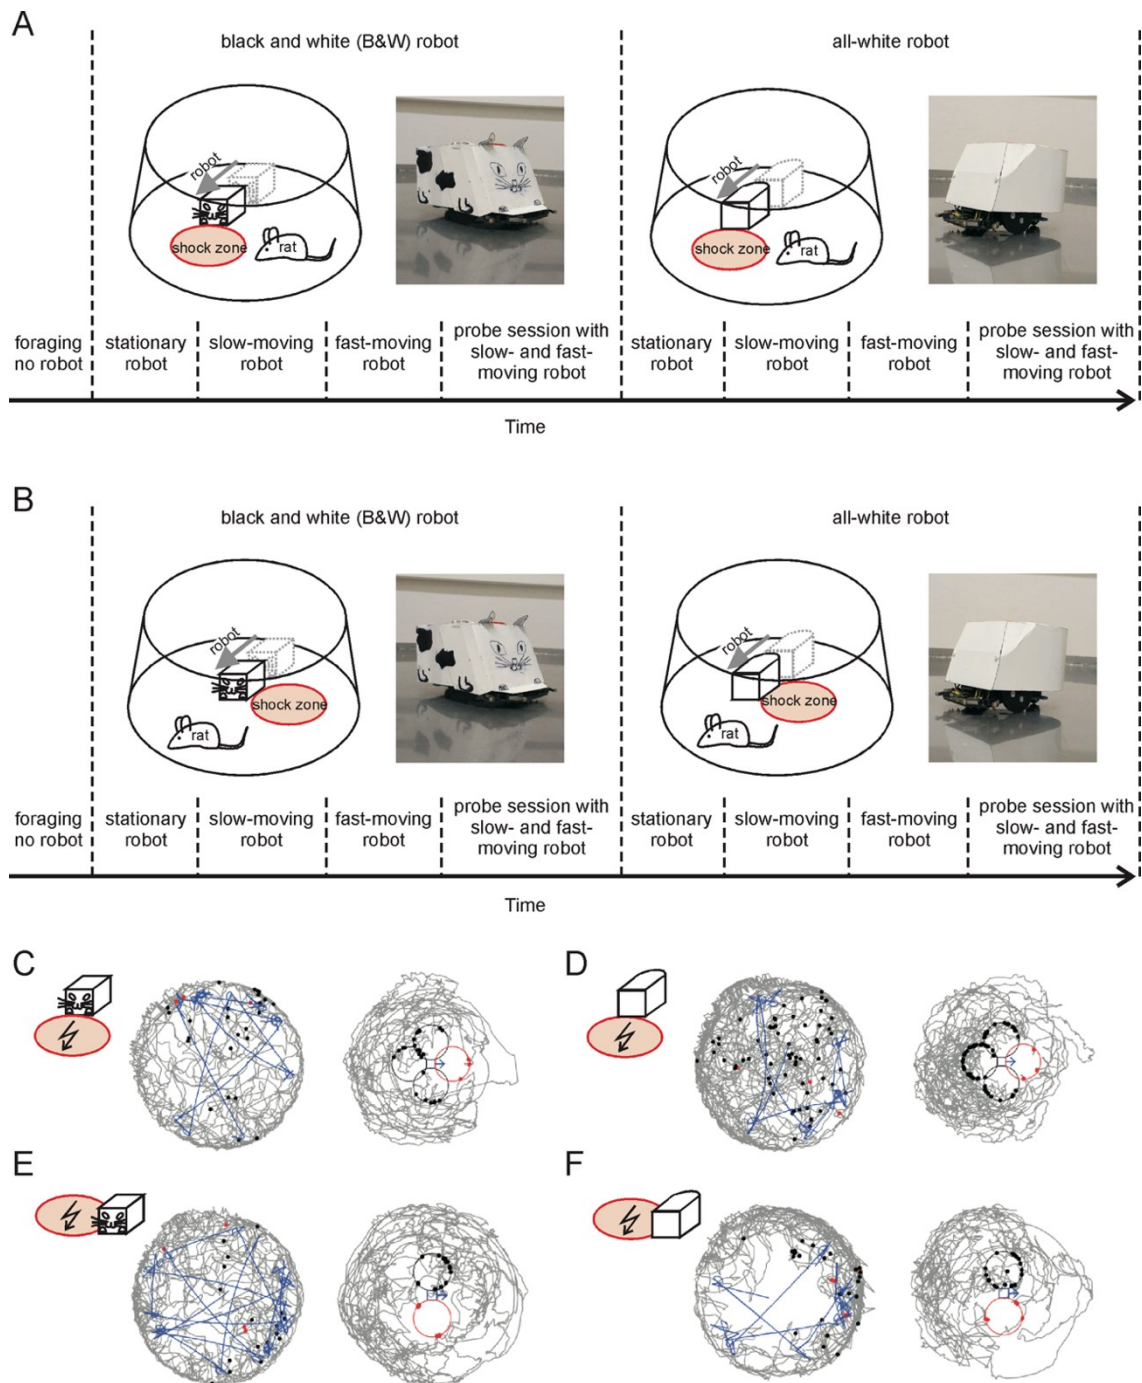 A
black and white (B&W) robot
all-white robot
robot
shock zone
rat
robot
shock zone
rat
foraging
no robot
stationary
robot
slow-moving
robot
fast-moving
robot
probe session with
slow- and fast-
moving robot
stationary
robot
slow-moving
robot
fast-moving
robot
probe session with
slow- and fast-
moving robot
Time
B
black and white (B&W) robot
all-white robot
robot
shock zone
rat
robot
shock zone
rat
foraging
no robot
stationary
robot
slow-moving
robot
fast-moving
robot
probe session with
slow- and fast-
moving robot
stationary
robot
slow-moving
robot
fast-moving
robot
probe session with
slow- and fast-
moving robot
Time
C
D
E
F